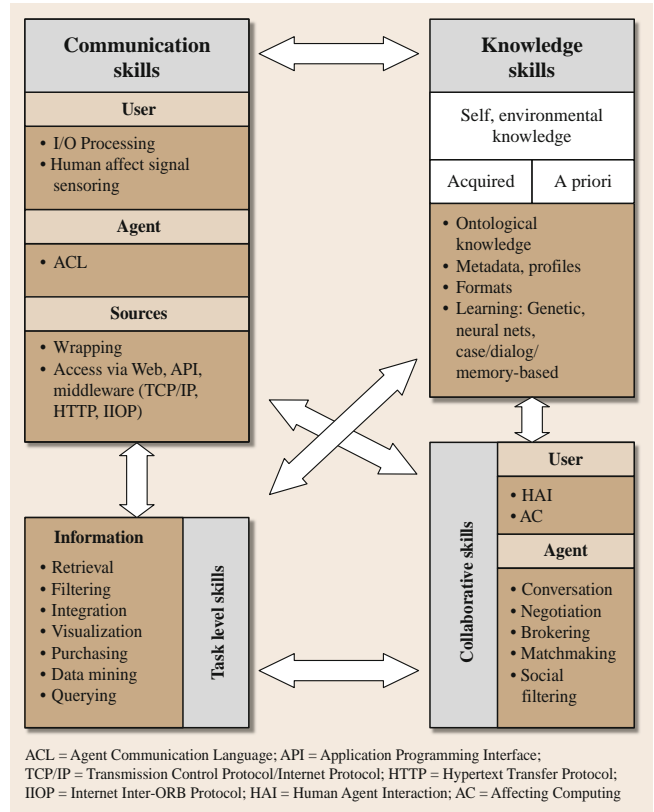 Communication
skills
User
• I/O Processing
• Human affect signal
sensoring
Agent
• ACL
Sources
• Wrapping
• Access via Web, API,
middleware (TCP/IP,
HTTP, IIOP)
Knowledge
skills
Self, environmental
knowledge
Acquired
A priori
• Ontological
knowledge
• Metadata, profiles
• Formats
• Learning: Genetic,
neural nets,
case/dialog/
memory-based
Information
• Retrieval
• Filtering
• Integration
• Visualization
• Purchasing
• Data mining
• Querying
Task level skills
Collaborative skills
User
• HAI
• AC
Agent
• Conversation
• Negotiation
• Brokering
• Matchmaking
• Social
filtering
ACL = Agent Communication Language; API = Application Programming Interface;
TCP/IP = Transmission Control Protocol/Internet Protocol; HTTP = Hypertext Transfer Protocol;
IIOP = Internet Inter-ORB Protocol; HAI = Human Agent Interaction; AC = Affecting Computing